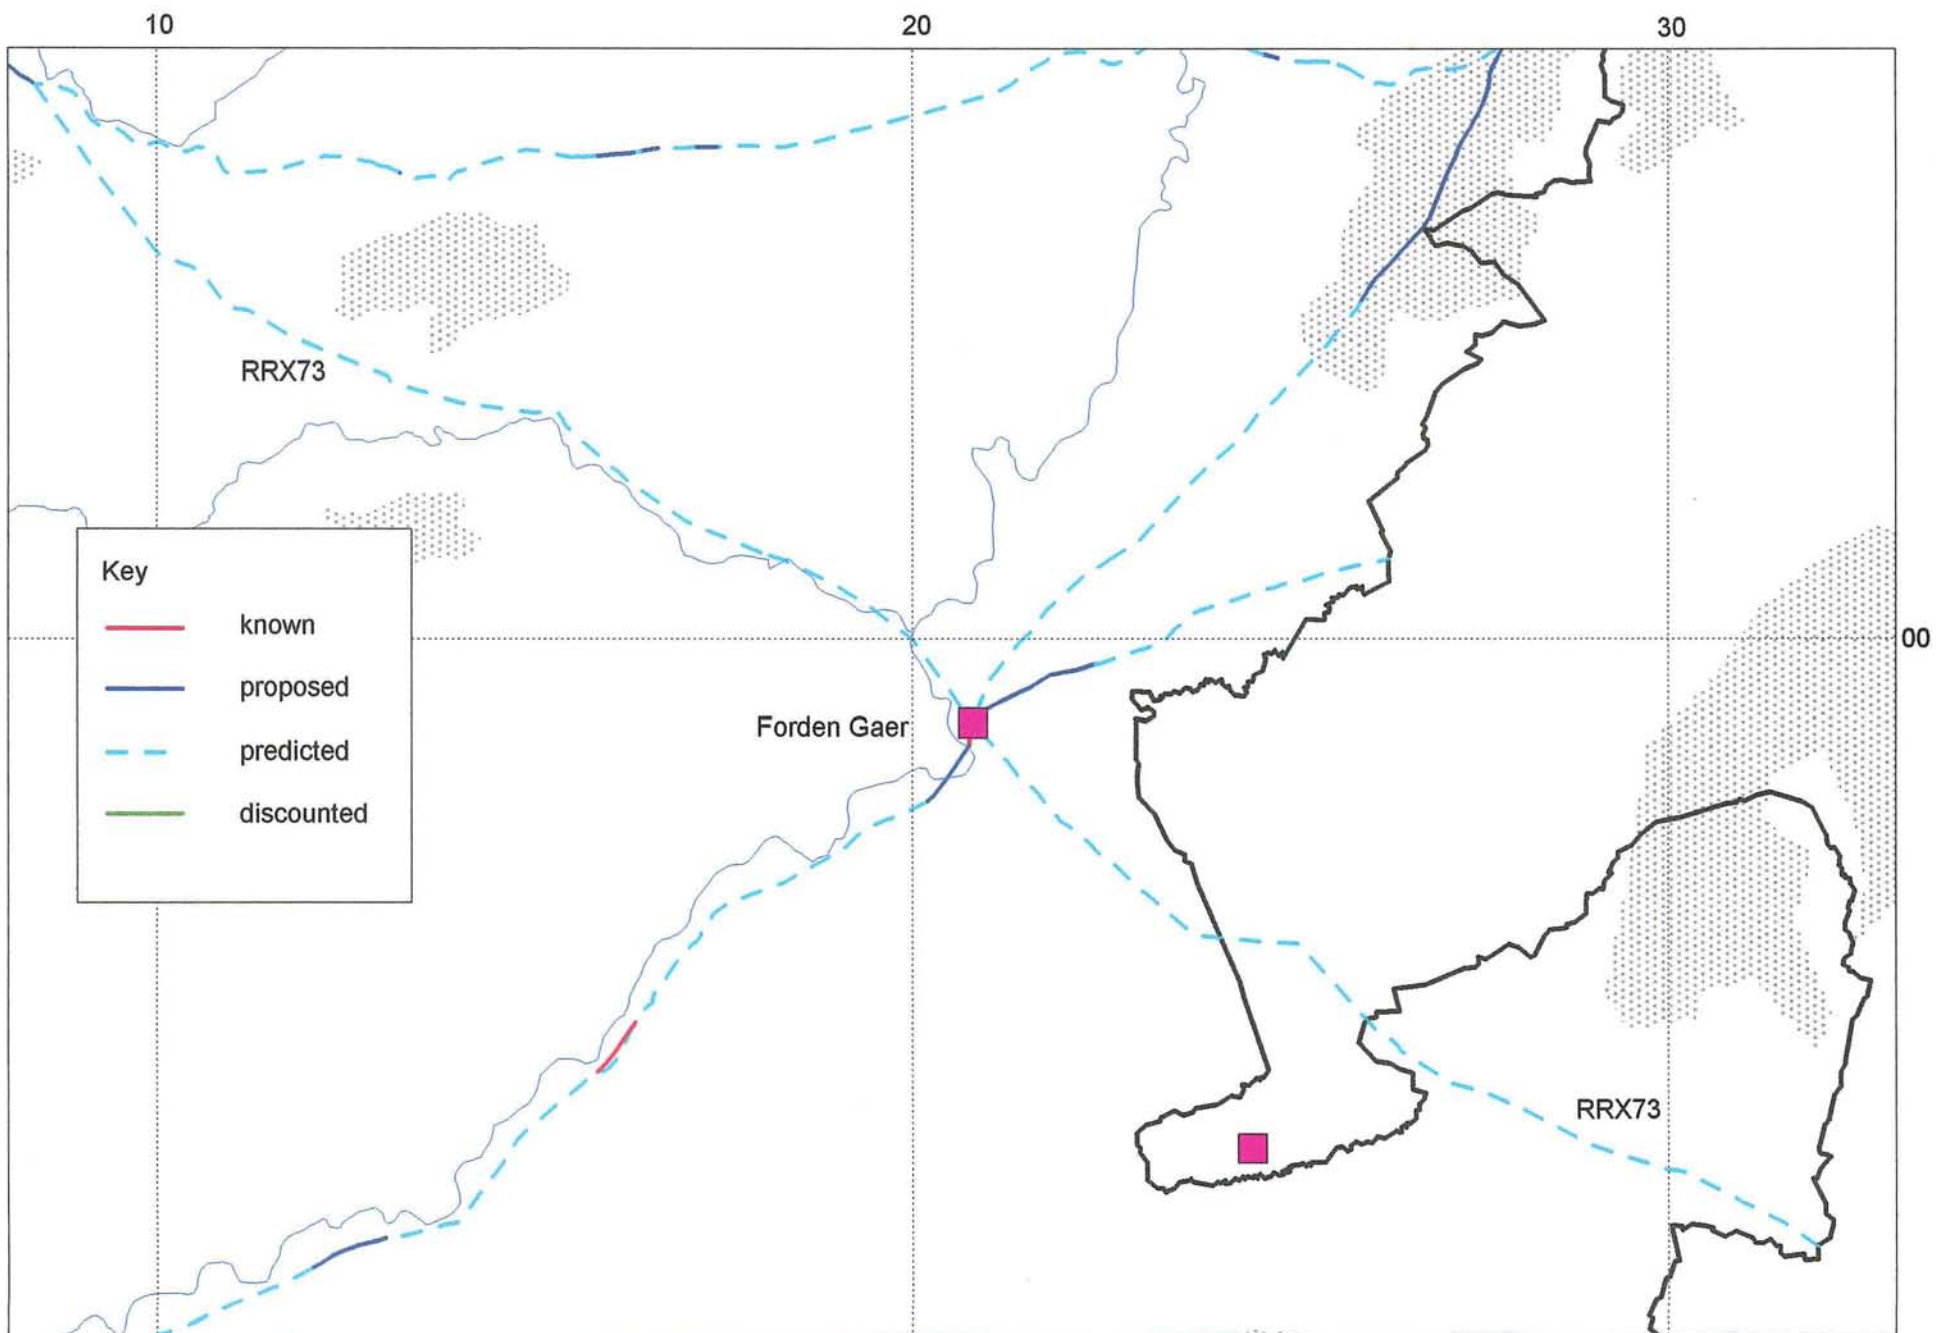 10
20
30
RRX73
Key
known
proposed
predicted
discounted
00
Forden Gaer
RRX73